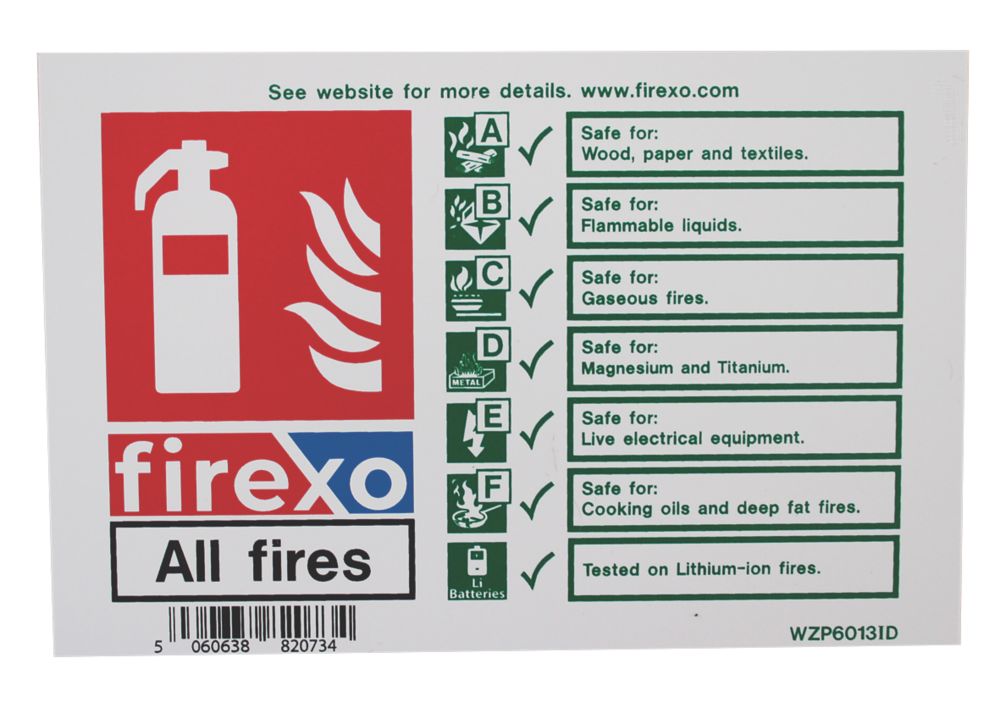 See website for more details. www.firexo.com
A
Safe for:
Wood, paper and textiles.
B
Safe for:
Flammable liquids.
C
Safe for:
Gaseous fires.
D
METAL
Safe for:
Magnesium and Titanium.
E
Safe for:
Live electrical equipment.
F
Safe for:
Cooking oils and deep fat fires.
Li
Batteries
Tested on Lithium-ion fires.
firexo
All fires
5 060638 820734
WZP6013ID